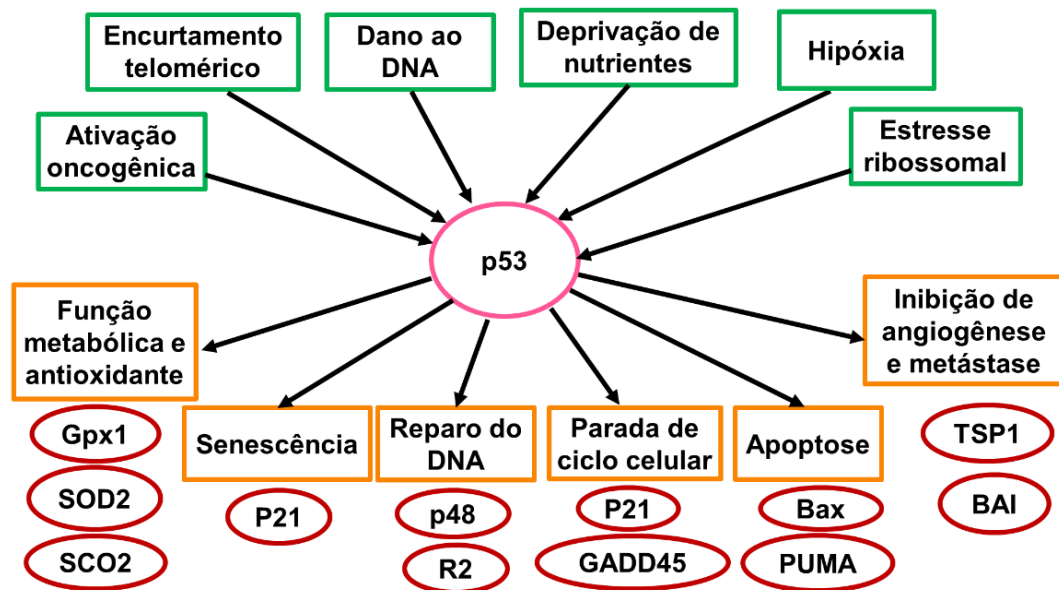 Encurtamento
telomérico
Dano ao
DNA
Deprivação de
nutrientes
Hipóxia
Ativação
oncogênica
Estresse
ribossomal
p53
Função
metabólica e
antioxidante
Inibição de
angiogênese
e metástase
Senescência
Reparo do
DNA
Parada de
ciclo celular
Apoptose
Gpx1
SOD2
SCO2
P21
p48
R2
P21
GADD45
Bax
PUMA
TSP1
BAI